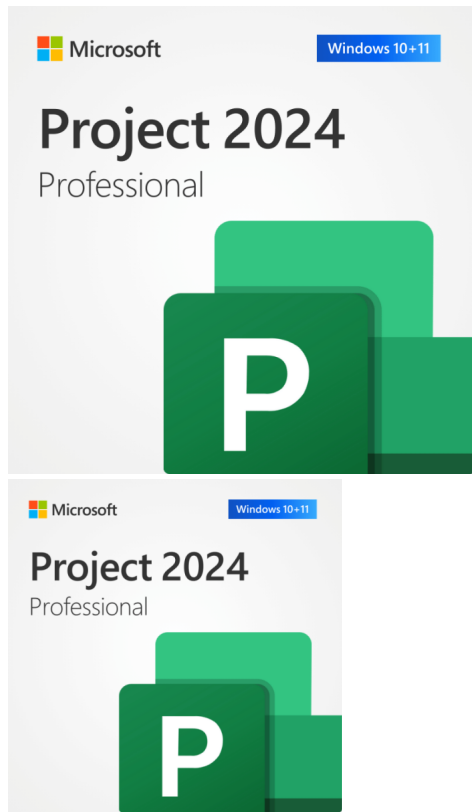 Microsoft
Windows 10+11
Project 2024
Professional
P
Microsoft
Windows 10+11
Project 2024
Professional
P